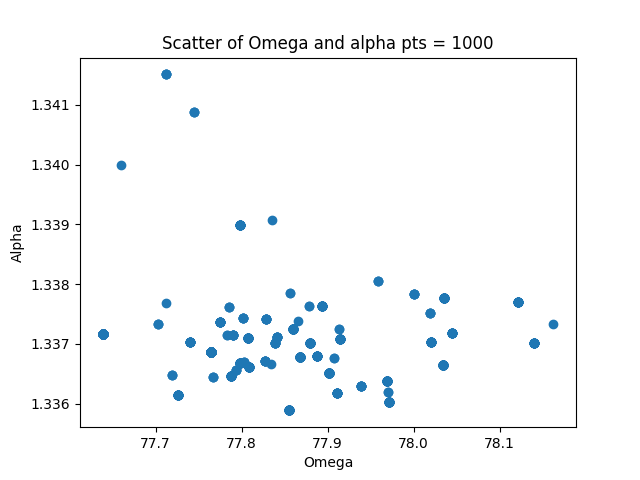 Scatter of Omega and alpha pts = 1000
1.341
1.340
1.339
1.338
1.337
1.336
Alpha
77.7 77.8 77.9 78.0 78.1
Omega